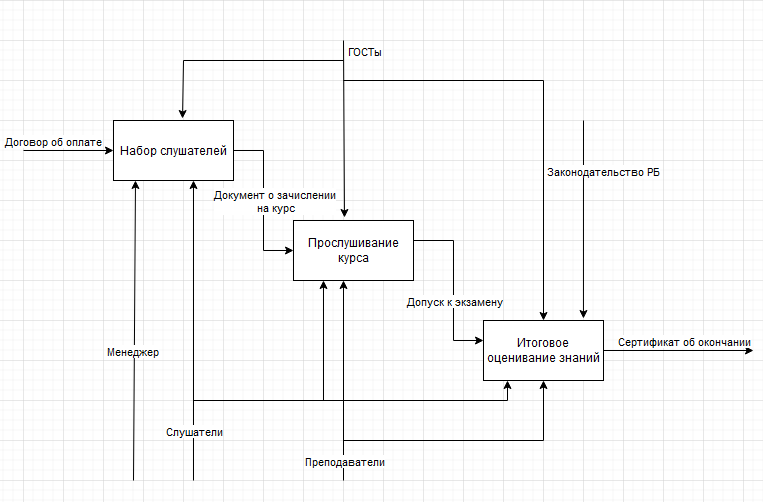 ГОСТы
Договор об оплате
Набор слушателей
Законодательство РБ
Документ о зачислении
на курс
Прослушивание
курса
Допуск к экзамену
Итоговое
оценивание знаний
Сертификат об окончании
Менеджер
Слушатели
Преподаватели